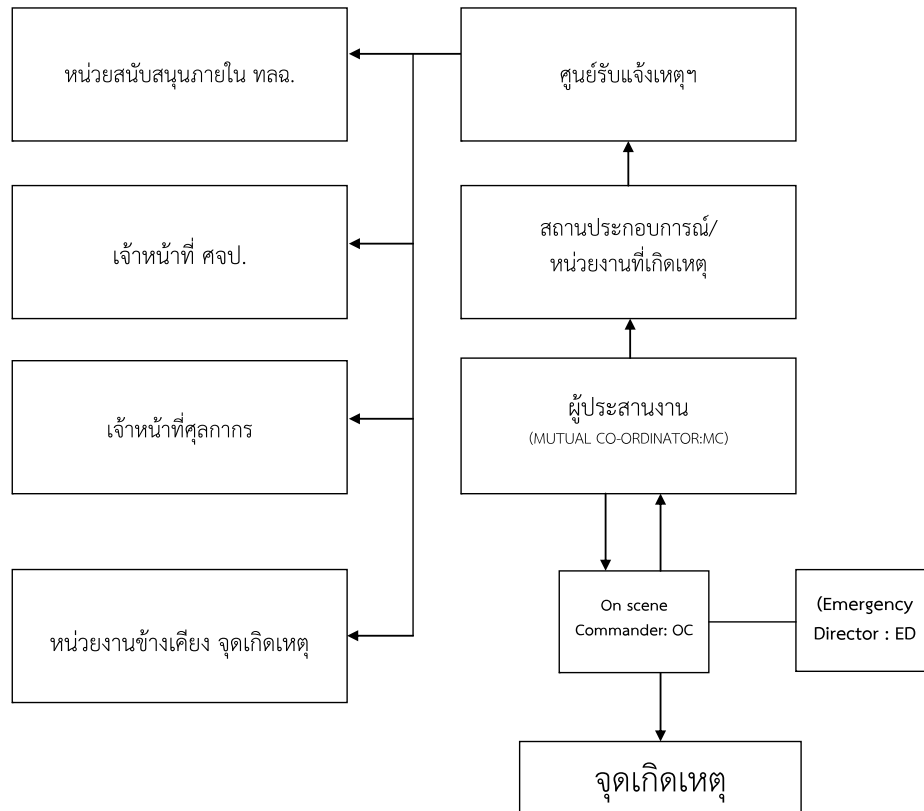 หน่วยสนับสนุนภายใน ทลฉ.
ศูนย์รับแจ้งเหตุฯ
เจ้าหน้าที่ ศจป.
สถานประกอบการณ์/
หน่วยงานที่เกิดเหตุ
เจ้าหน้าที่ศุลกากร
ผู้ประสานงาน
(MUTUAL CO-ORDINATOR:MC)
หน่วยงานข้างเคียง จุดเกิดเหตุ
On scene
Commander: OC
(Emergency
Director : ED
จุดเกิดเหตุ